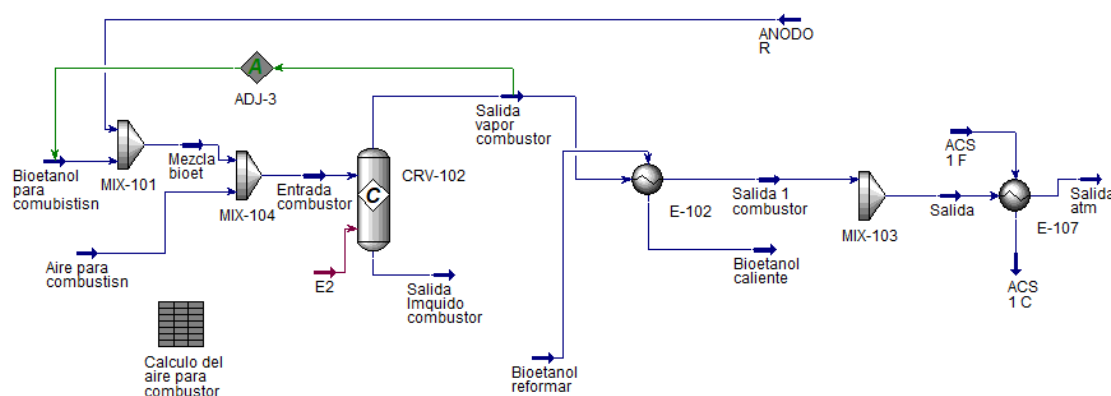 ANODO
R
A
ADJ-3
Salida
vapor
combustor
Bioetanol
para
comubistisn
MIX-101
Mezcla
bioet
MIX-104
Entrada
combustor
CRV-102
C
Aire para
combustisn
E2
Salida
lmquido
combustor
Calculo del
aire para
combustor
Bioetanol
reformar
E-102
Salida 1
combustor
Bioetanol
caliente
MIX-103
Salida
ACS
1 F
Salida
atm
E-107
ACS
1 C